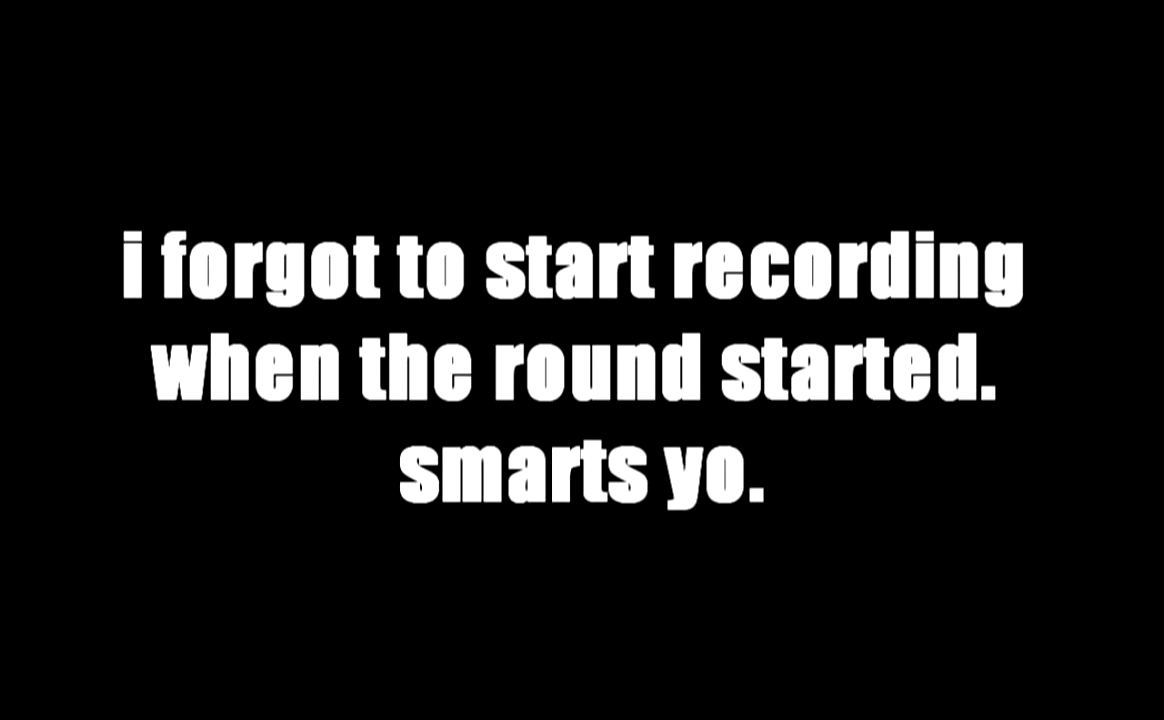 i forgot to start recording
when the round started.
smarts yo.